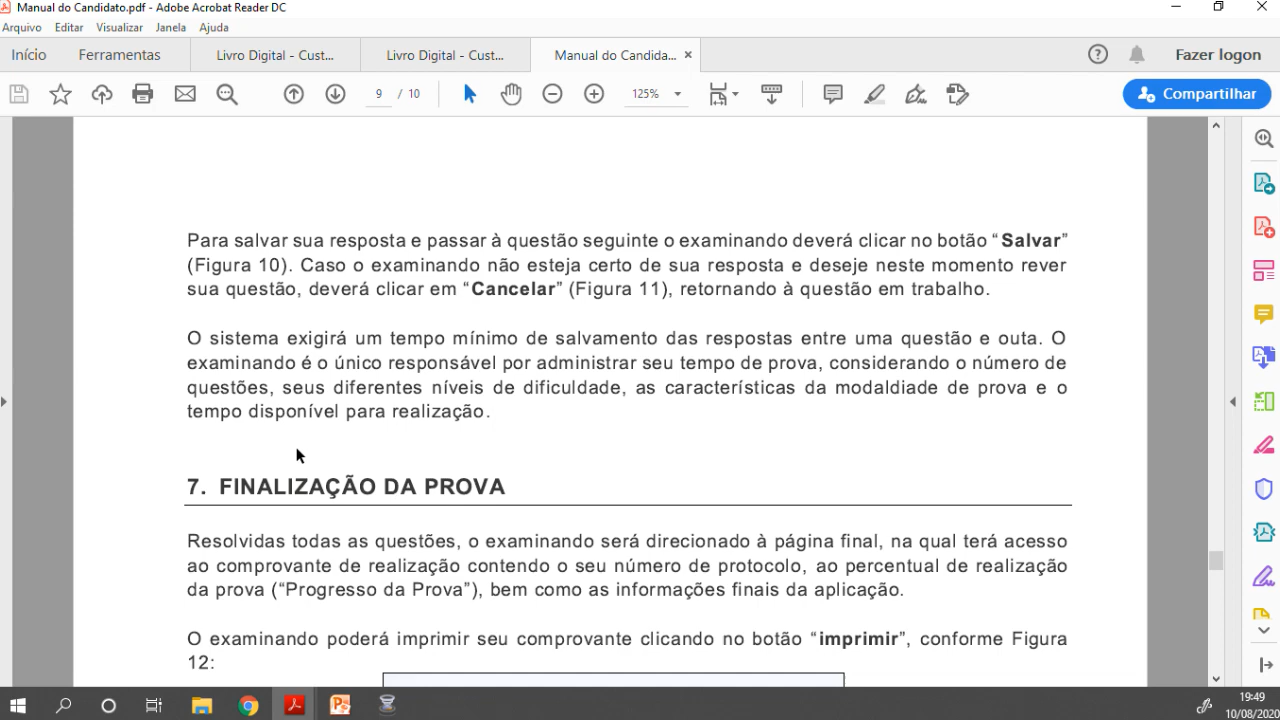 Manual do Candidato.pdf - Adobe Acrobat Reader DC
Arquivo Editar Visualizar Janela Ajuda
Início Ferramentas Livro Digital - Cust... Livro Digital - Cust... Manual do Candida... × Fazer logon
9 / 10 125% Compartilhar
Para salvar sua resposta e passar à questão seguinte o examinando deverá clicar no botão “Salvar”
(Figura 10). Caso o examinando não esteja certo de sua resposta e deseje neste momento rever
sua questão, deverá clicar em “Cancelar” (Figura 11), retornando à questão em trabalho.
O sistema exigirá um tempo mínimo de salvamento das respostas entre uma questão e outa. O
examinando é o único responsável por administrar seu tempo de prova, considerando o número de
questões, seus diferentes níveis de dificuldade, as características da modaldiade de prova e o
tempo disponível para realização.
7. FINALIZAÇÃO DA PROVA
Resolvidas todas as questões, o examinando será direcionado à página final, na qual terá acesso
ao comprovante de realização contendo o seu número de protocolo, ao percentual de realização
da prova (“Progresso da Prova”), bem como as informações finais da aplicação.
O examinando poderá imprimir seu comprovante clicando no botão “imprimir”, conforme Figura
12:
19:49
10/08/2020